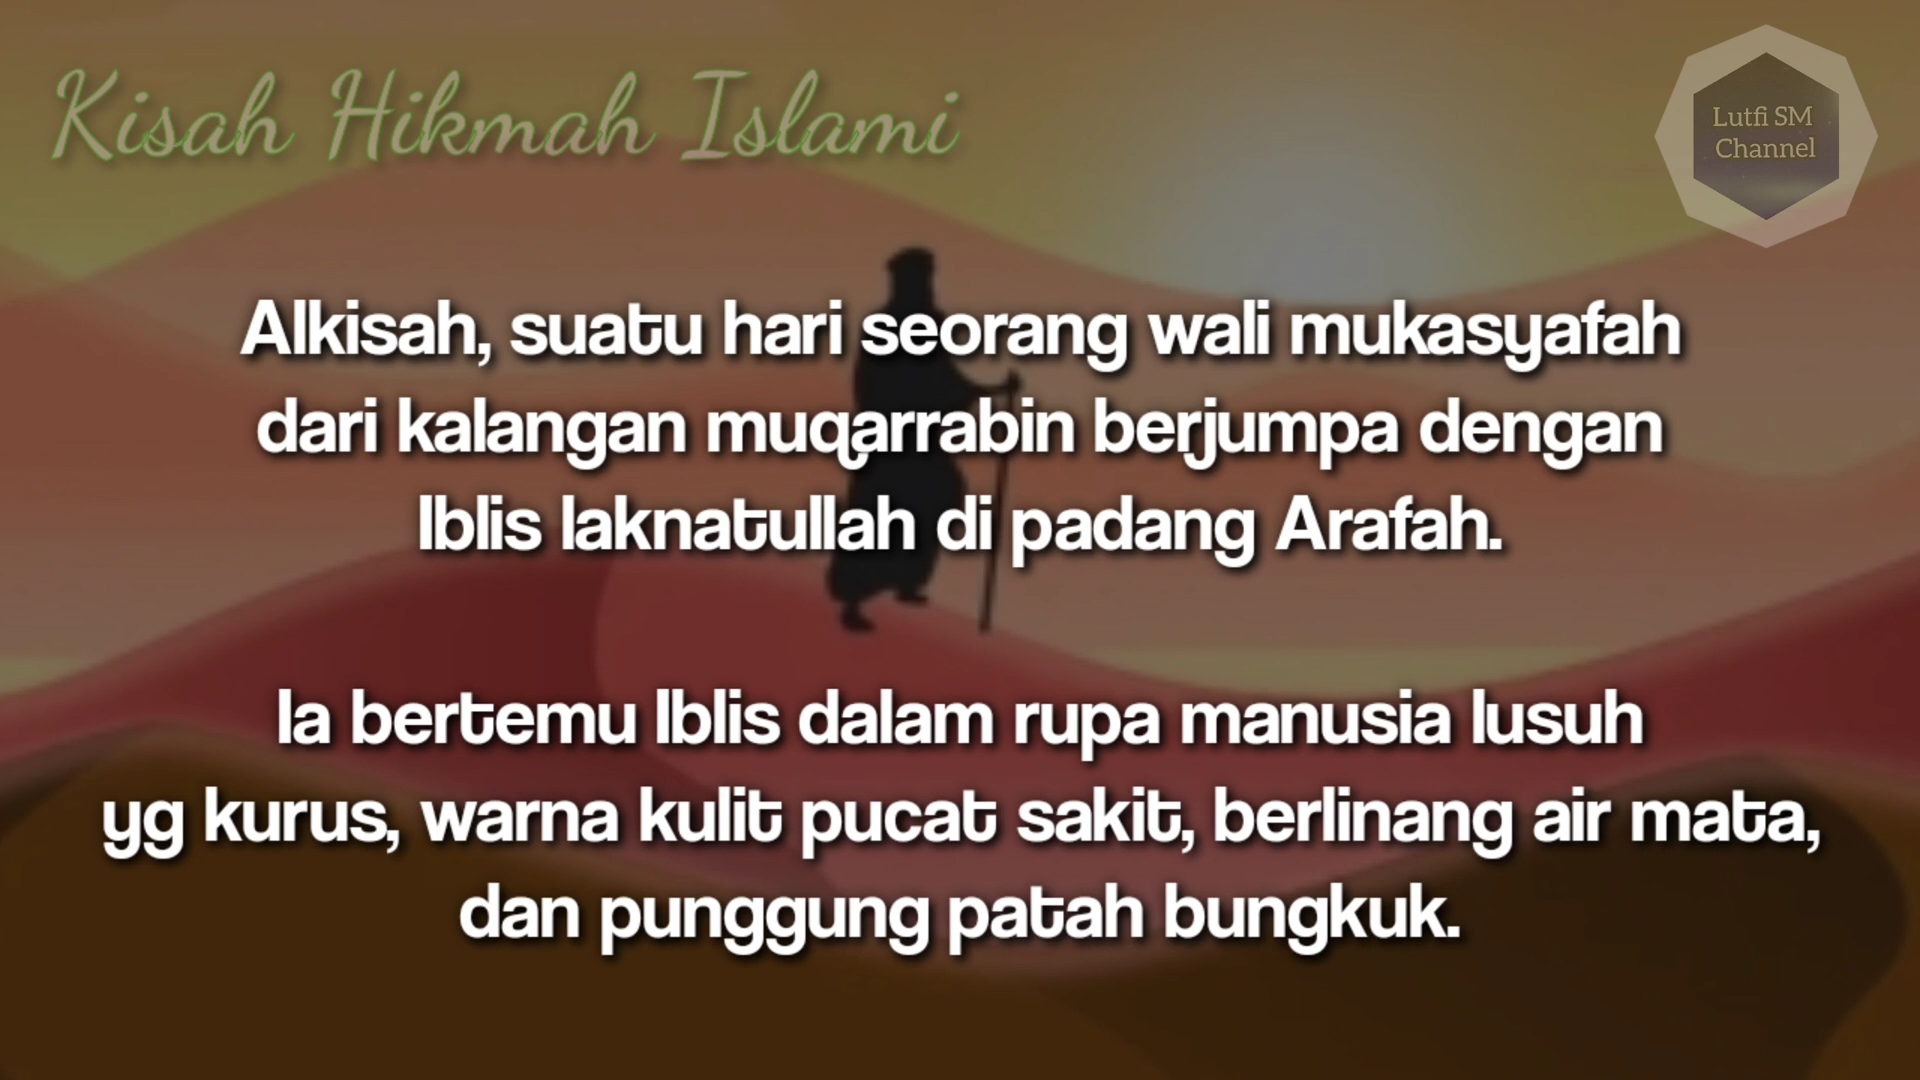 Kisah Hikmah Islami
Lutfi SM
Channel
Alkisah, suatu hari seorang wali mukasyafah
dari kalangan muqarrabin berjumpa dengan
Iblis laknatullah di padang Arafah.
Ia bertemu Iblis dalam rupa manusia lusuh
yg kurus, warna kulit pucat sakit, berlinang air mata,
dan punggung patah bungkuk.